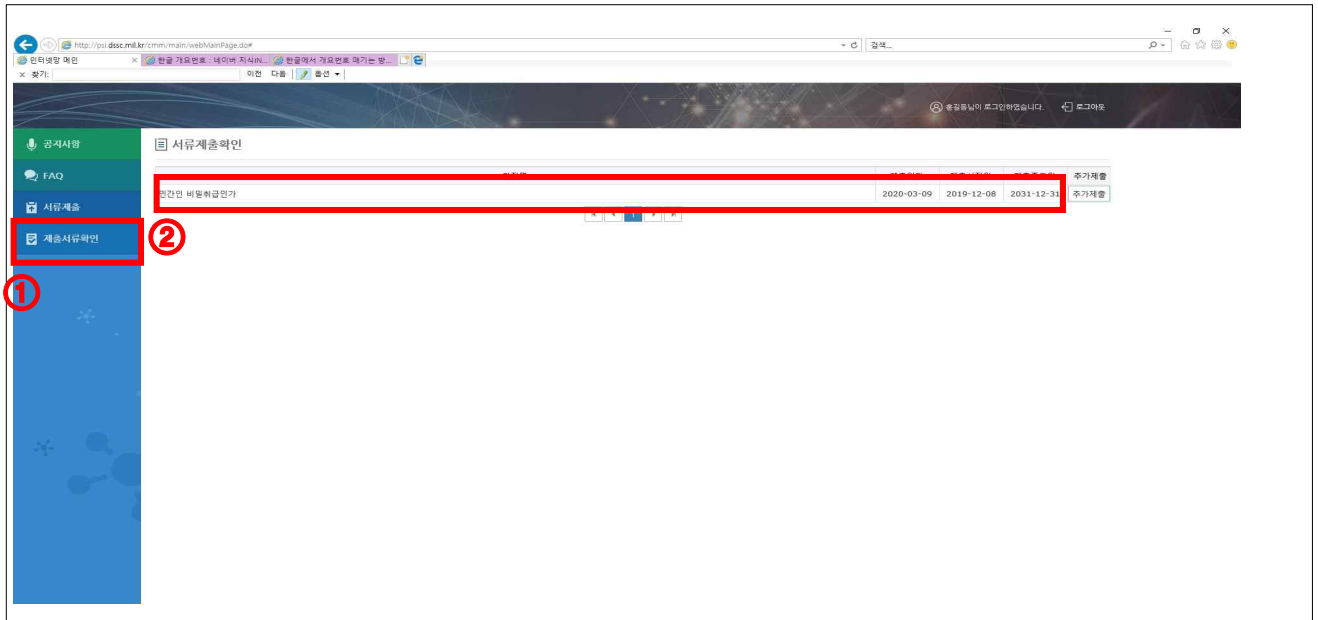 http://psi.dssc.mil.kr/cmm/main/webMainPage.do#
검색...
인터넷망 메인
한글 개요번호 : 네이버 지식iN...
한글에서 개요번호 매기는 방...
× 찾기:
이전 다음 옵션
홍길동님이 로그인하였습니다. 로그아웃
공지사항
서류제출확인
FAQ
추가제출
민간인 비밀취급인가 2020-03-09 2019-12-08 2031-12-31 추가제출
서류제출
1
제출서류확인
②
①